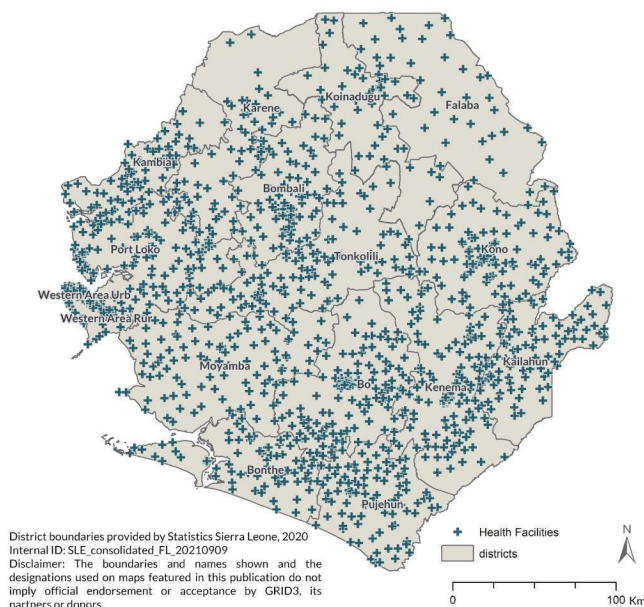 Koinadugu
Falaba
Karene
Kambia
Bombali
Port Loko
Kono
Tonkolili
Western Area Urb
Western Area Rur
Moyamba
Kailahun
Bo
Kenema
Bonthe
Pujehun
District boundaries provided by Statistics Sierra Leone, 2020
Internal ID: SLE_consolidated_FL_20210909
Disclaimer: The boundaries and names shown and the
designations used on maps featured in this publication do not
imply official endorsement or acceptance by GRID3, its
partners or donors
Health Facilities
districts
N
0 100 Km